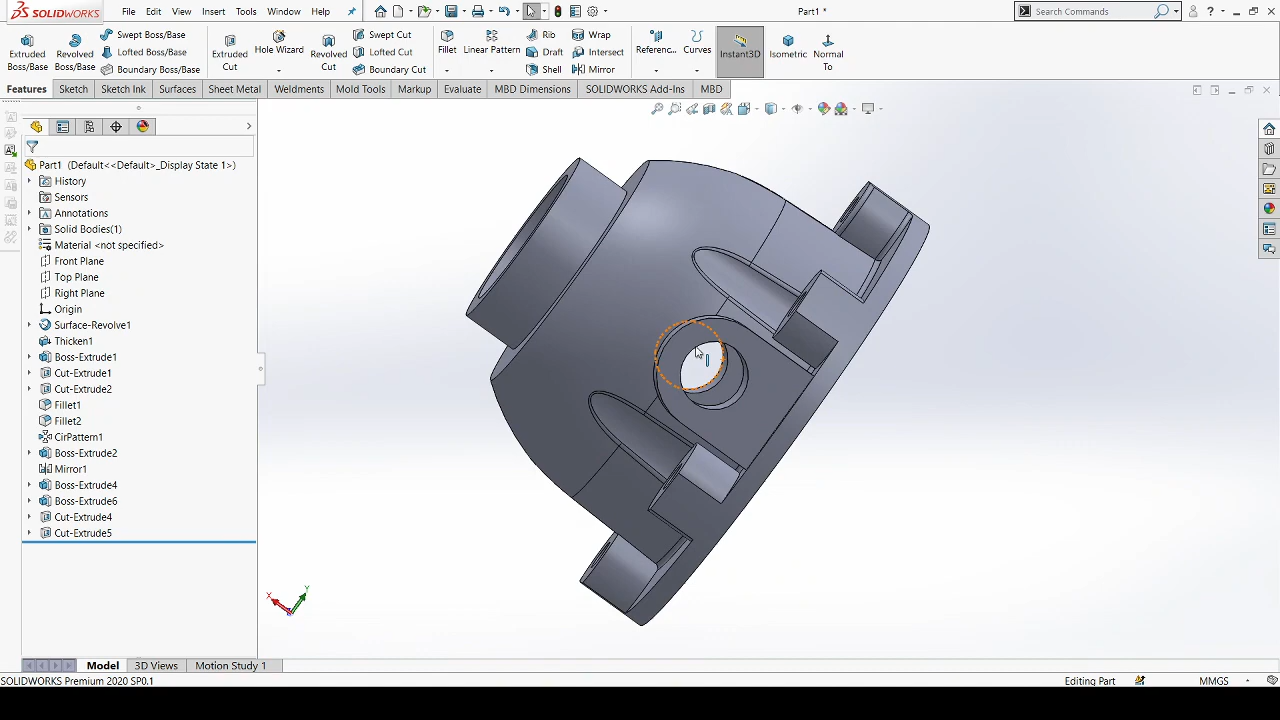 SOLIDWORKS File Edit View Insert Tools Window Help Part1 * Search Commands ?
Extruded Boss/Base
Revolved Boss/Base
Swept Boss/Base
Lofted Boss/Base
Boundary Boss/Base
Extruded Cut
Hole Wizard
Revolved Cut
Swept Cut
Lofted Cut
Boundary Cut
Fillet
Linear Pattern
Rib
Draft
Shell
Wrap
Intersect
Mirror
Referenc...
Curves
Instant3D
Isometric
Normal To
Features Sketch Sketch Ink Surfaces Sheet Metal Weldments Mold Tools Markup Evaluate MBD Dimensions SOLIDWORKS Add-Ins MBD
Part1 (Default<<Default>_Display State 1>)
History
Sensors
Annotations
Solid Bodies(1)
Material <not specified>
Front Plane
Top Plane
Right Plane
Origin
Surface-Revolve1
Thicken1
Boss-Extrude1
Cut-Extrude1
Cut-Extrude2
Fillet1
Fillet2
CirPattern1
Boss-Extrude2
Mirror1
Boss-Extrude4
Boss-Extrude6
Cut-Extrude4
Cut-Extrude5
X Y
Model 3D Views Motion Study 1
SOLIDWORKS Premium 2020 SP0.1 Editing Part MMGS